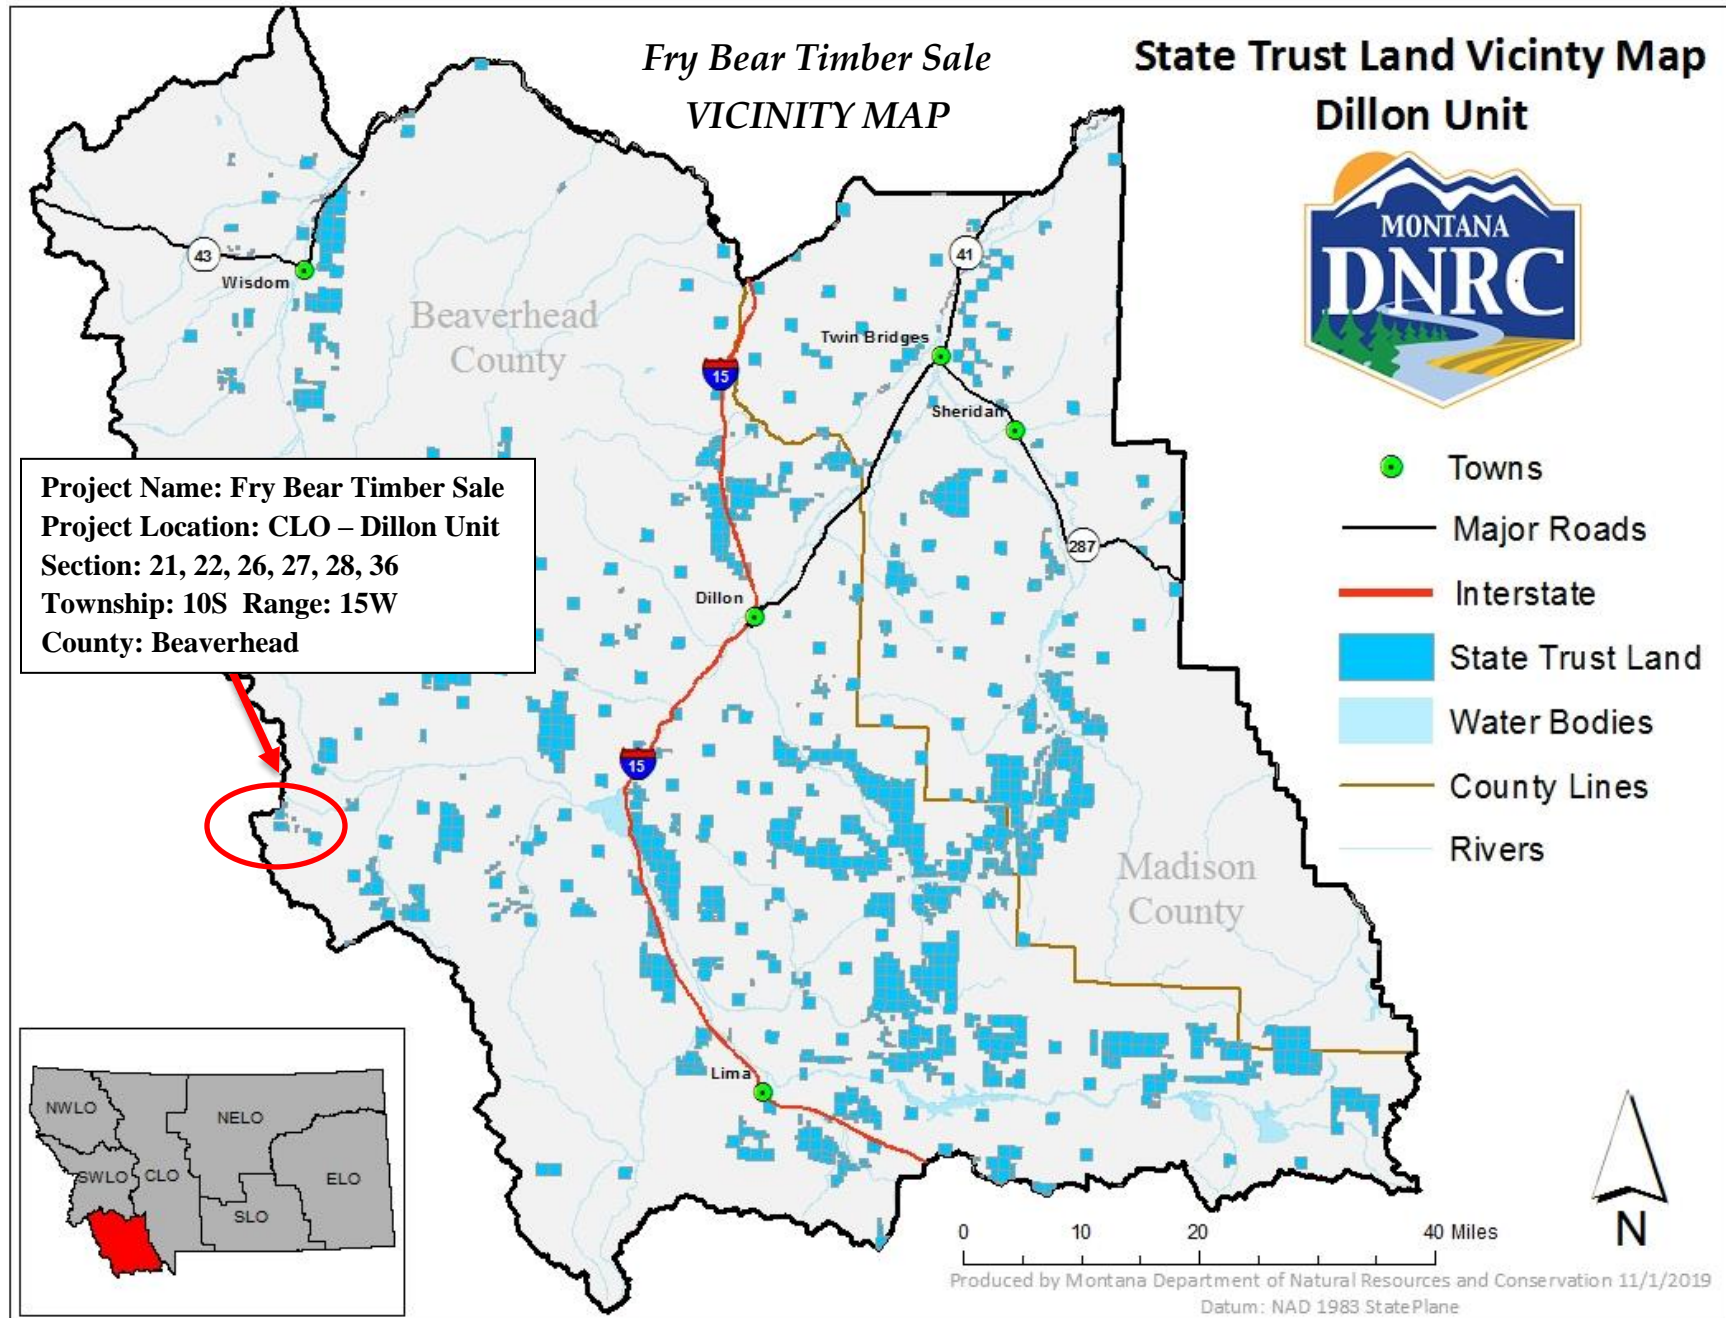 Fry Bear Timber Sale
VICINITY MAP
State Trust Land Vicinty Map
Dillon Unit
MONTANA
DNRC
43
Wisdom
Beaverhead
County
15
41
Twin Bridges
Sheridan
287
Dillon
15
Madison
County
Lima
Project Name: Fry Bear Timber Sale
Project Location: CLO – Dillon Unit
Section: 21, 22, 26, 27, 28, 36
Township: 10S Range: 15W
County: Beaverhead
Towns
Major Roads
Interstate
State Trust Land
Water Bodies
County Lines
Rivers
NWLO
SWLO
CLO
NELO
SLO
ELO
N
0 10 20 40 Miles
Produced by Montana Department of Natural Resources and Conservation 11/1/2019
Datum: NAD 1983 StatePlane